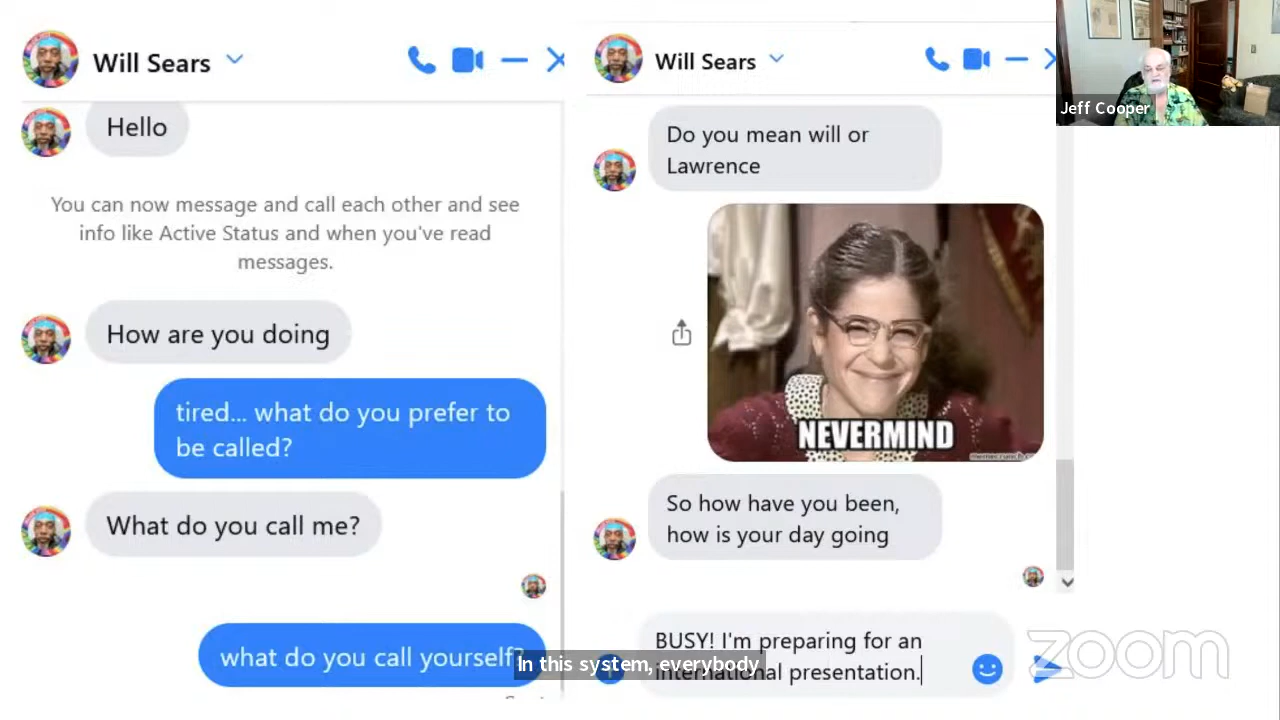 Will Sears
Hello
You can now message and call each other and see
info like Active Status and when you've read
messages.
How are you doing
tired... what do you prefer to
be called?
What do you call me?
what do you call yourself?
Will Sears
Do you mean will or
Lawrence
NEVERMIND
So how have you been,
how is your day going
BUSY! I'm preparing for an
international presentation.
Jeff Cooper
In this system, everybody
zoom